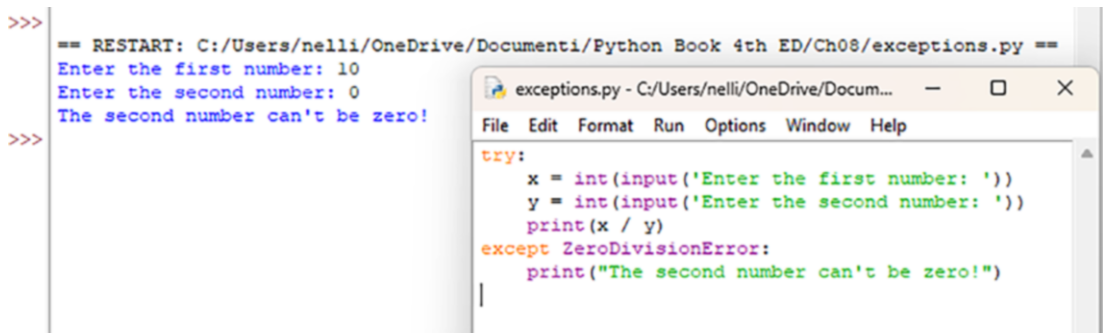 >>>
== RESTART: C:/Users/nelli/OneDrive/Documenti/Python Book 4th ED/Ch08/exceptions.py ==
Enter the first number: 10
Enter the second number: 0
The second number can't be zero!
>>>
exceptions.py - C:/Users/nelli/OneDrive/Docum...
File Edit Format Run Options Window Help
try:
    x = int(input('Enter the first number: '))
    y = int(input('Enter the second number: '))
    print(x / y)
except ZeroDivisionError:
    print("The second number can't be zero!")